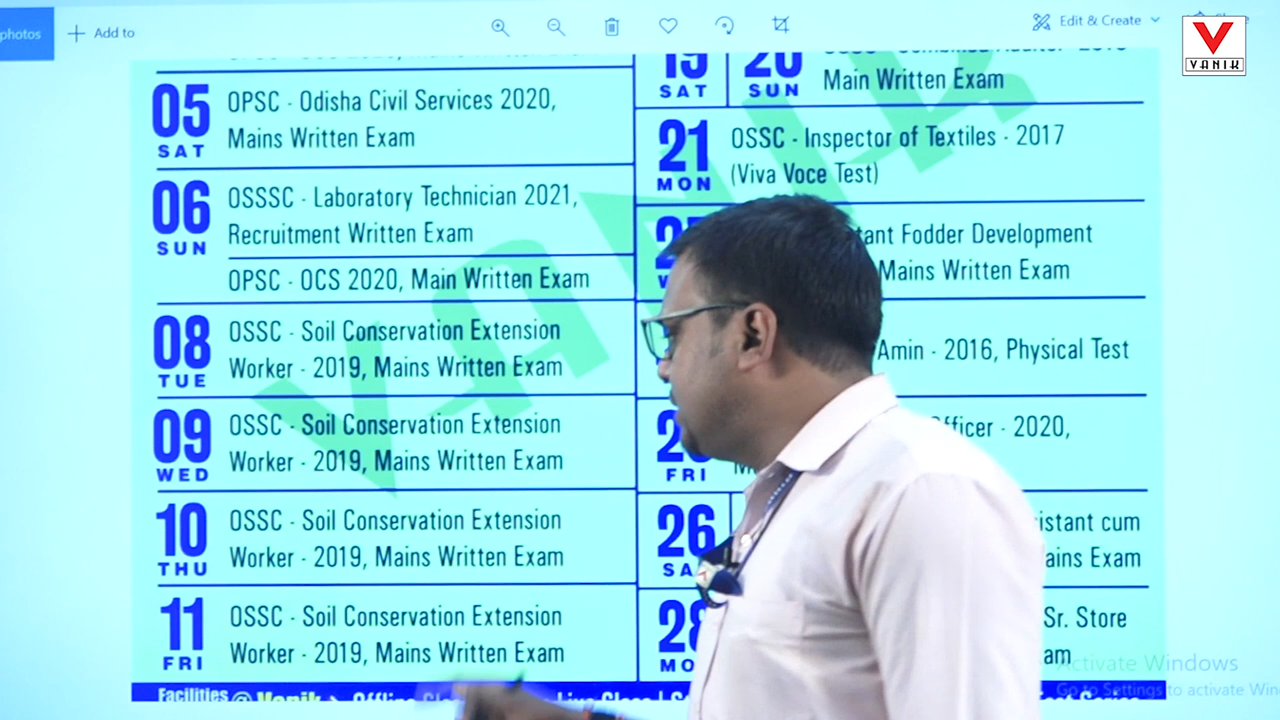 photos
Add to
Edit & Create
VANIK
05
SAT
OPSC - Odisha Civil Services 2020,
Mains Written Exam
06
SUN
OSSSC - Laboratory Technician 2021,
Recruitment Written Exam
OPSC - OCS 2020, Main Written Exam
08
TUE
OSSC - Soil Conservation Extension
Worker - 2019, Mains Written Exam
09
WED
OSSC - Soil Conservation Extension
Worker - 2019, Mains Written Exam
10
THU
OSSC - Soil Conservation Extension
Worker - 2019, Mains Written Exam
11
FRI
OSSC - Soil Conservation Extension
Worker - 2019, Mains Written Exam
19
SAT
20
SUN
Main Written Exam
21
MON
OSSC - Inspector of Textiles - 2017
(Viva Voce Test)
Fodder Development
Mains Written Exam
Amin - 2016, Physical Test
FRI
- 2020,
26
cum
Exam
28
Sr. Store
VANIK
Facilities @ Vanik
Activate Windows
Go to Settings to activate